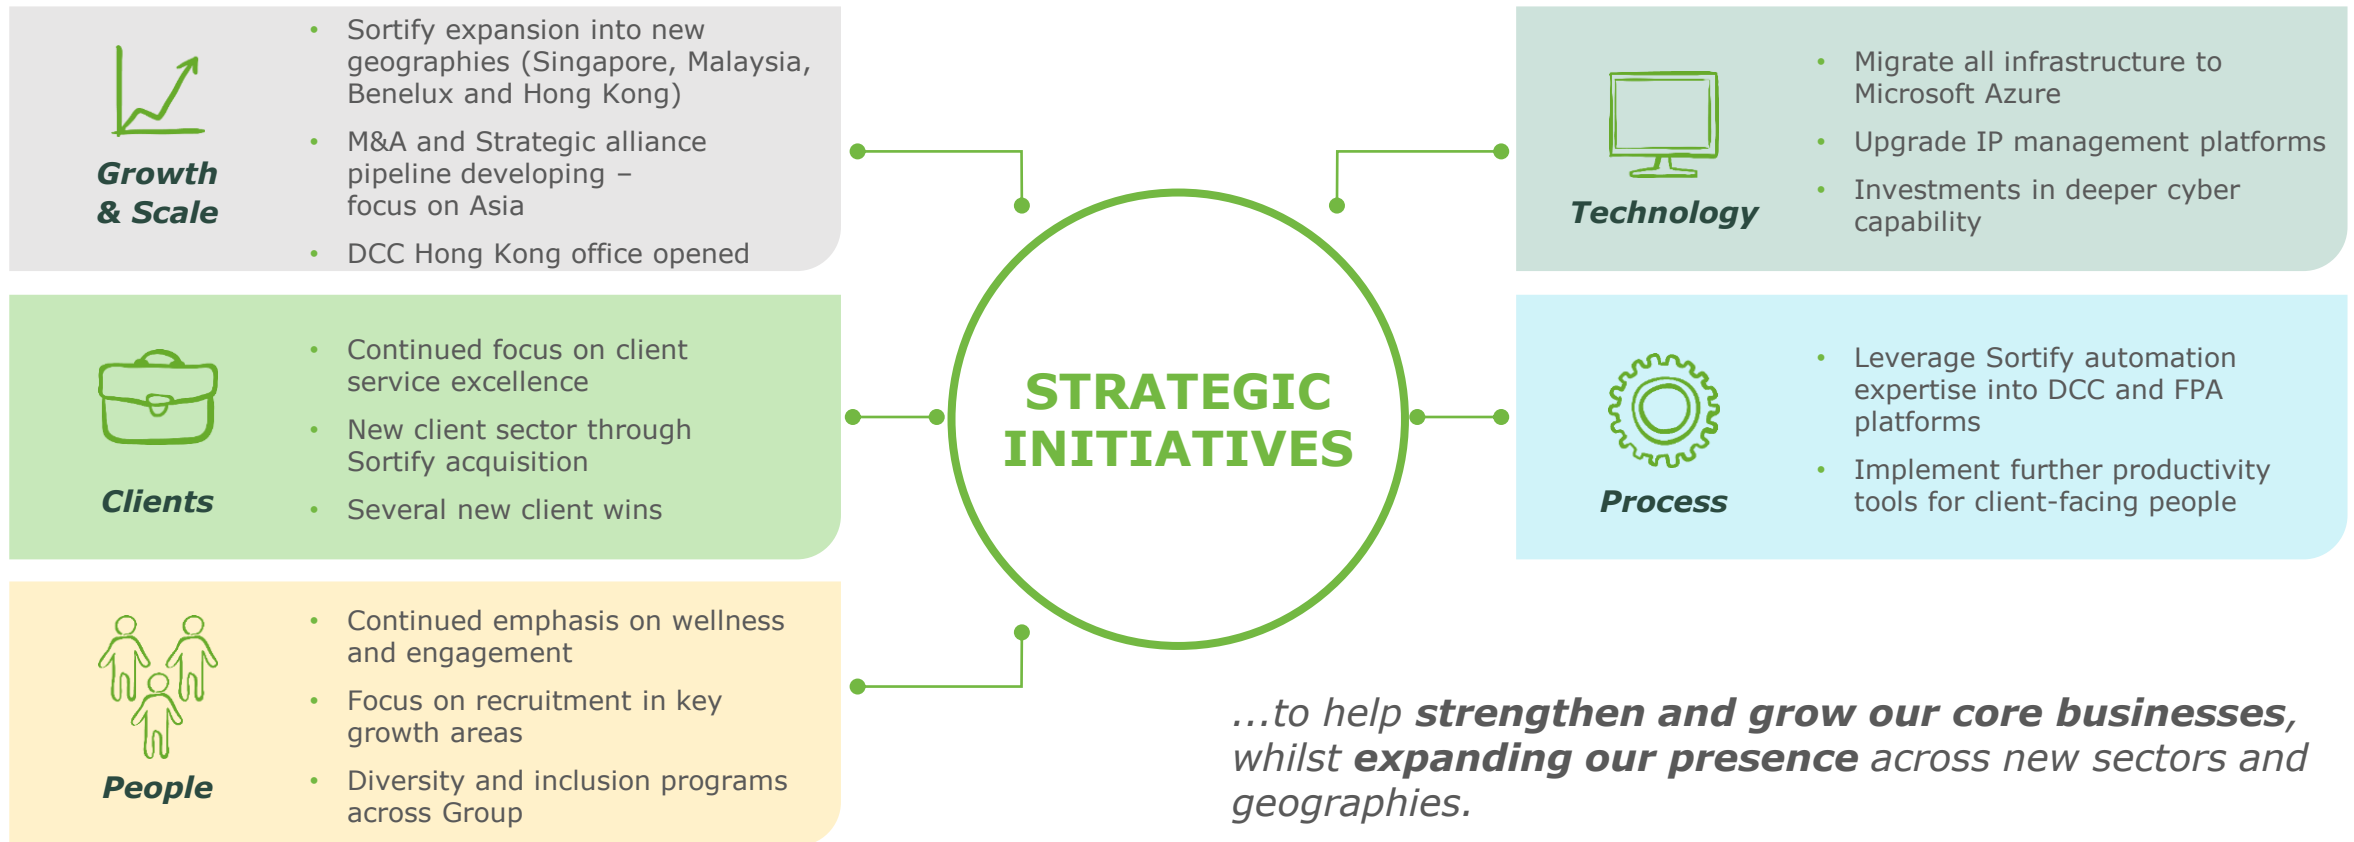 Growth
& Scale
• Sortify expansion into new
geographies (Singapore, Malaysia,
Benelux and Hong Kong)
• M&A and Strategic alliance
pipeline developing –
focus on Asia
• DCC Hong Kong office opened
Clients
• Continued focus on client
service excellence
• New client sector through
Sortify acquisition
• Several new client wins
People
• Continued emphasis on wellness
and engagement
• Focus on recruitment in key
growth areas
• Diversity and inclusion programs
across Group
STRATEGIC
INITIATIVES
Technology
• Migrate all infrastructure to
Microsoft Azure
• Upgrade IP management platforms
• Investments in deeper cyber
capability
Process
• Leverage Sortify automation
expertise into DCC and FPA
platforms
• Implement further productivity
tools for client-facing people
...to help strengthen and grow our core businesses,
whilst expanding our presence across new sectors and
geographies.